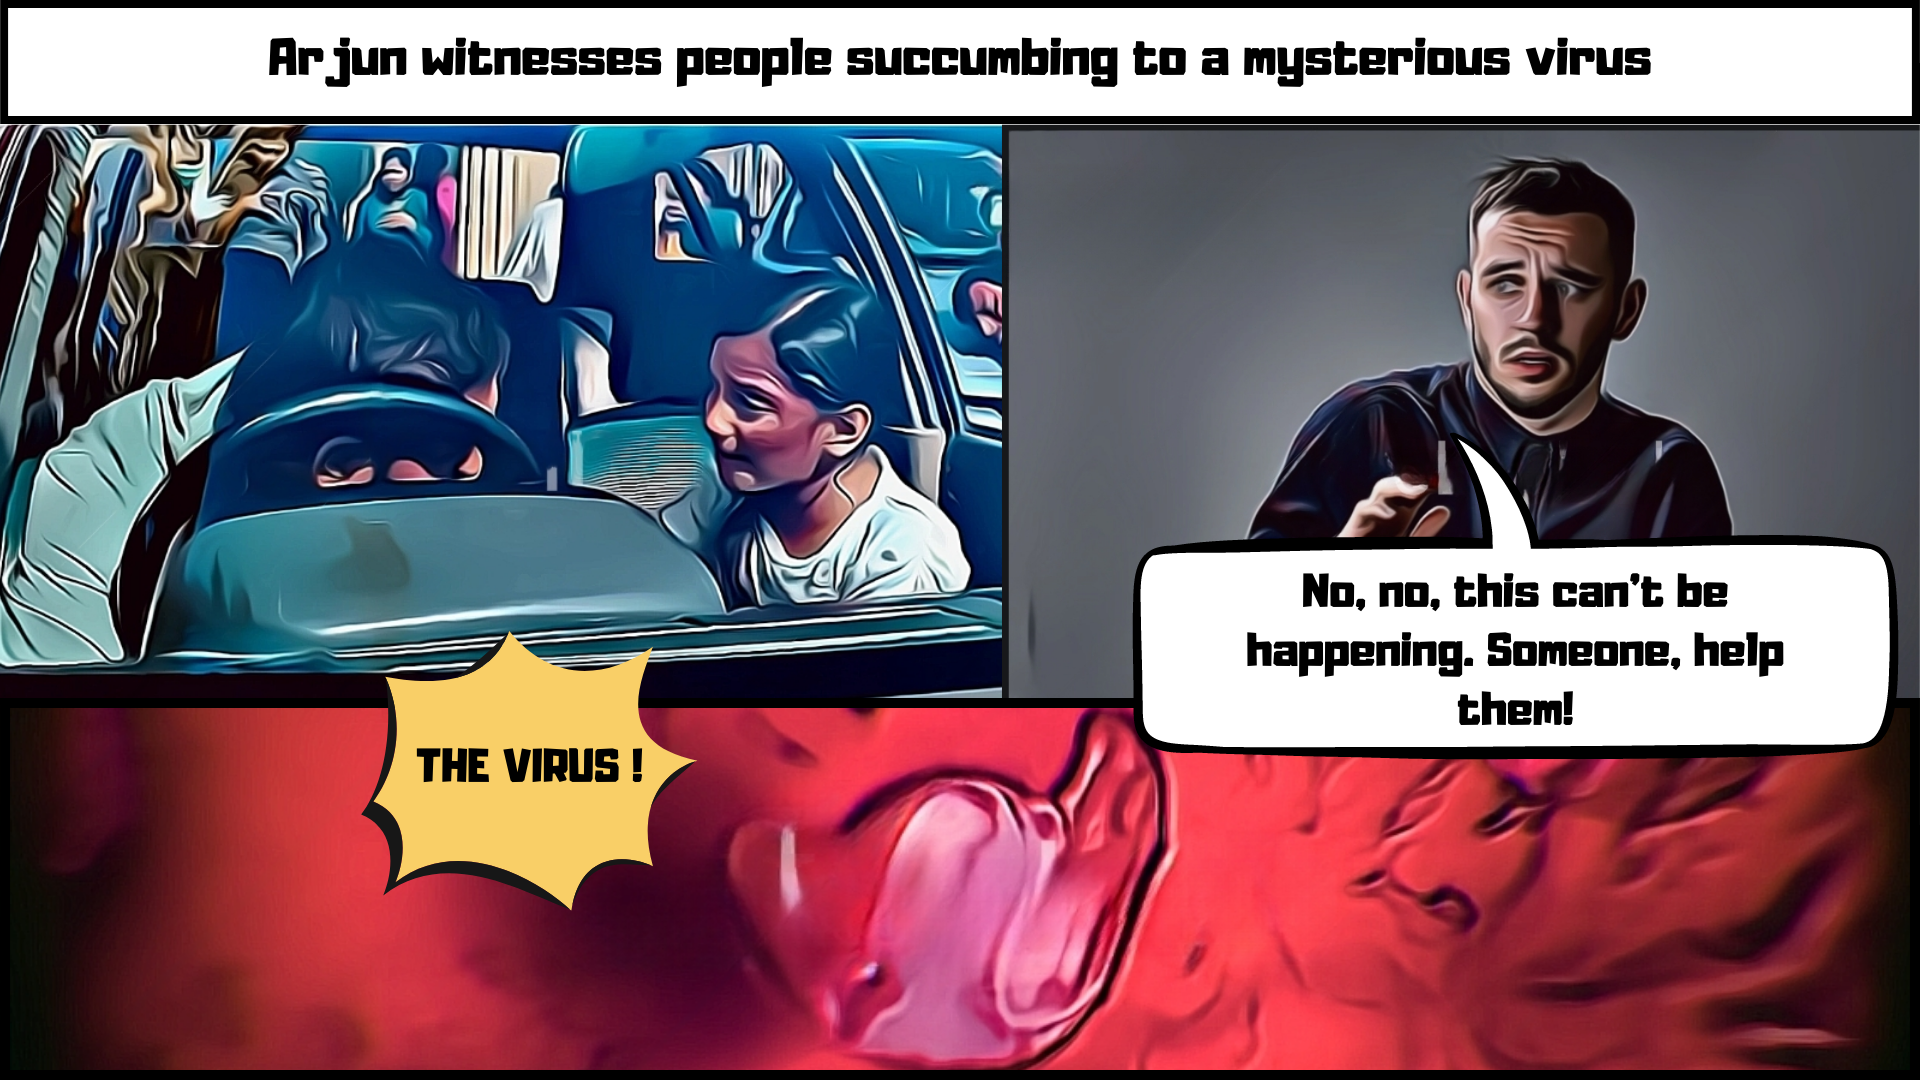 Arjun witnesses people succumbing to a mysterious virus
No, no, this can't be
happening. Someone, help
them!
THE VIRUS !